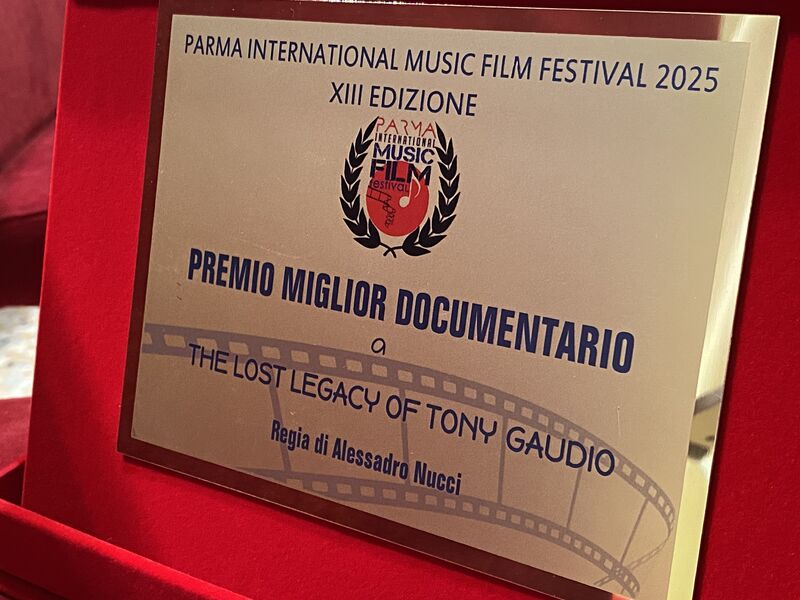 PARMA INTERNATIONAL MUSIC FILM FESTIVAL 2025
XIII EDIZIONE
PARMA
INTERNATIONAL
MUSIC
FILM
festival
PREMIO MIGLIOR DOCUMENTARIO
a
THE LOST LEGACY OF TONY GAUDIO
Regia di Alessadro Nucci